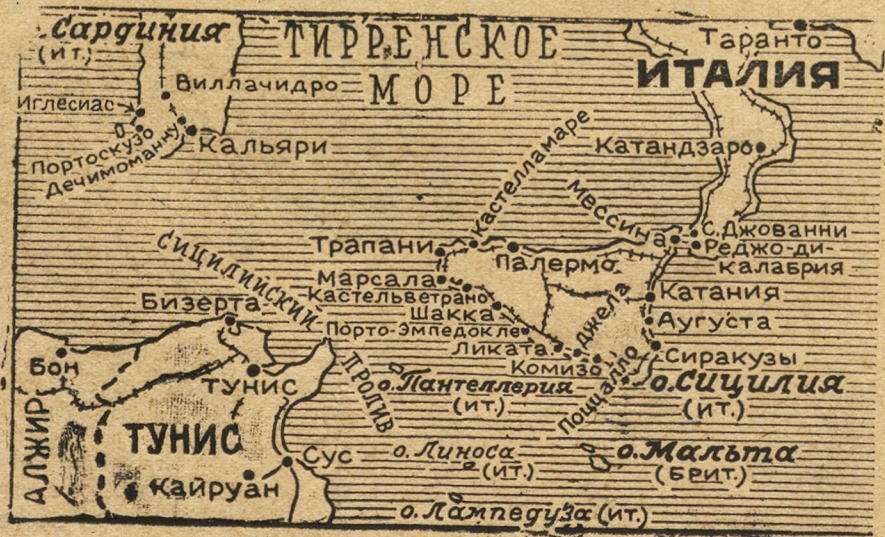 Сардиния
(ИТ.)
ТИРРЕНСКОЕ
МОРЕ
Таранто
ИТАЛИЯ
Виллачидро
Иглесиас
Портоскузо
Дечимоманну
Кальяри
Кастелламаре
Катандзаро
Мессина
С. Джованни
Реджо-ди-
калабрия
Трапани
Палермо
СИЦИЛИЙСКИЙ
ПРОЛИВ
Марсала
Кастельветрано
Шакка
Порто-Эмпедокле
Ликата
Джела
Комизо
Поццалло
Катания
Аугуста
Сиракузы
о.Сицилия
(ИТ.)
Бизерта
Бон
Тунис
АЛЖИР
ТУНИС
Сус
Кайруан
о.Пантеллерия
(ИТ.)
о. Линоса
(ИТ.)
о.Мальта
(БРИТ.)
о. Лампедуза (ИТ.)